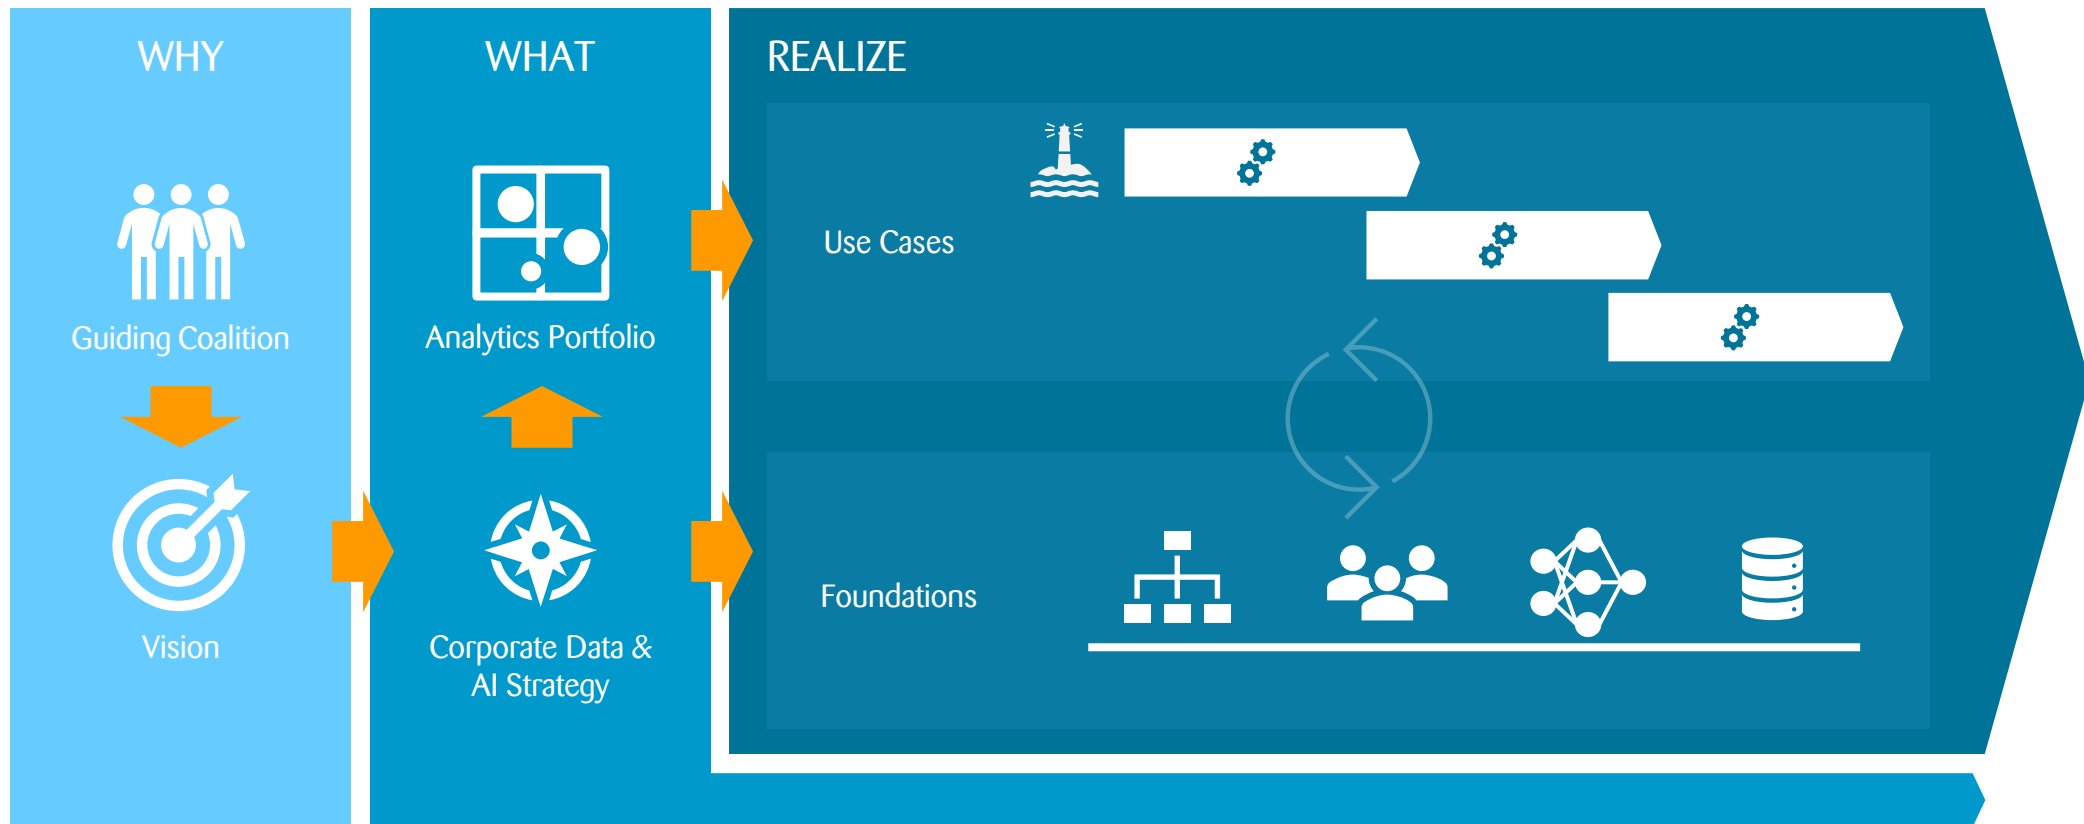 WHY
Guiding Coalition
Vision
WHAT
Analytics Portfolio
Corporate Data &
AI Strategy
REALIZE
Use Cases
Foundations